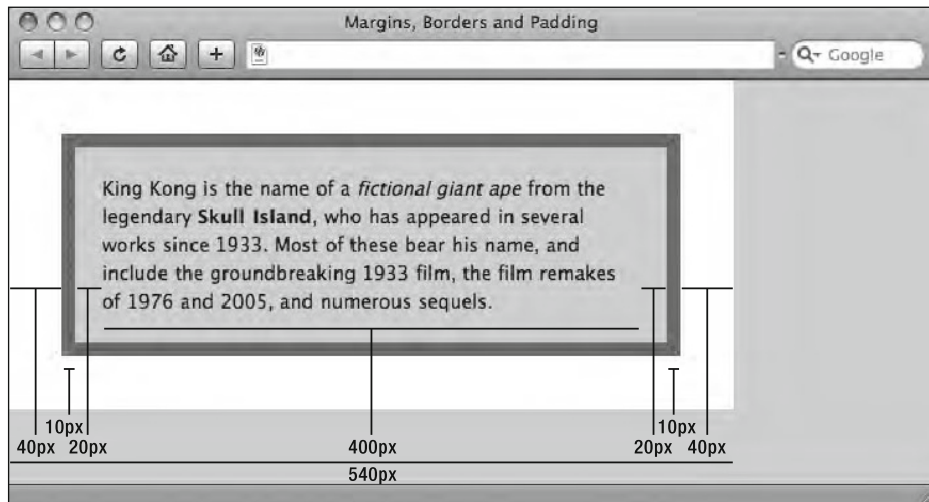 Margins, Borders and Padding
Google
King Kong is the name of a fictional giant ape from the
legendary Skull Island, who has appeared in several
works since 1933. Most of these bear his name, and
include the groundbreaking 1933 film, the film remakes
of 1976 and 2005, and numerous sequels.
10px 10px
40px 20px 400px 20px 40px
540px